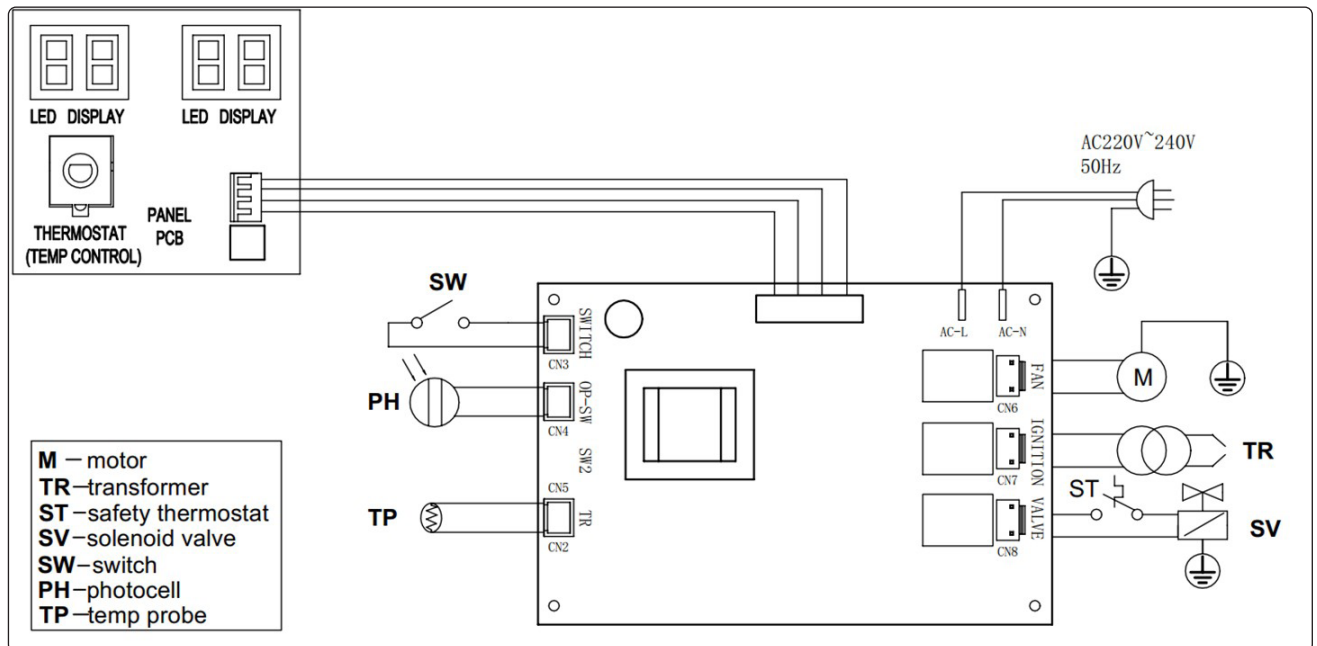 LED DISPLAY
LED DISPLAY
THERMOSTAT
(TEMP CONTROL)
PANEL
PCB
AC220V~240V
50Hz
SW
SWITCH
CN3
PH
OP-SW
CN4
SW2
CN5
TP
TR
CN2
AC-L
AC-N
FAN
CN6
M
IGNITION
CN7
TR
VALVE
CN8
ST
SV
M — motor
TR—transformer
ST—safety thermostat
SV—solenoid valve
SW—switch
PH—photocell
TP—temp probe